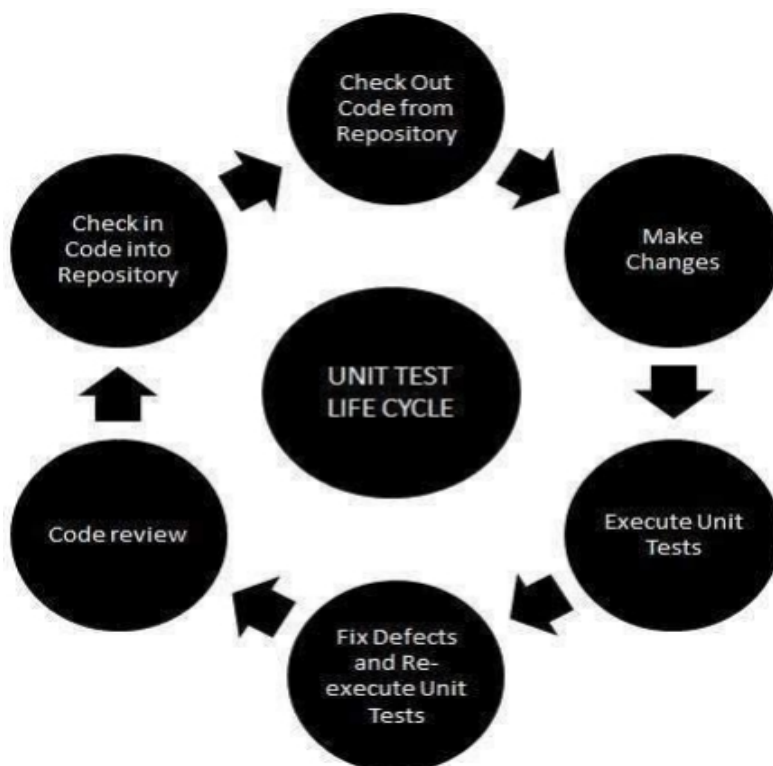 Check Out
Code from
Repository
Make
Changes
Execute Unit
Tests
Fix Defects
and Re-
execute Unit
Tests
Code review
Check in
Code into
Repository
UNIT TEST
LIFE CYCLE